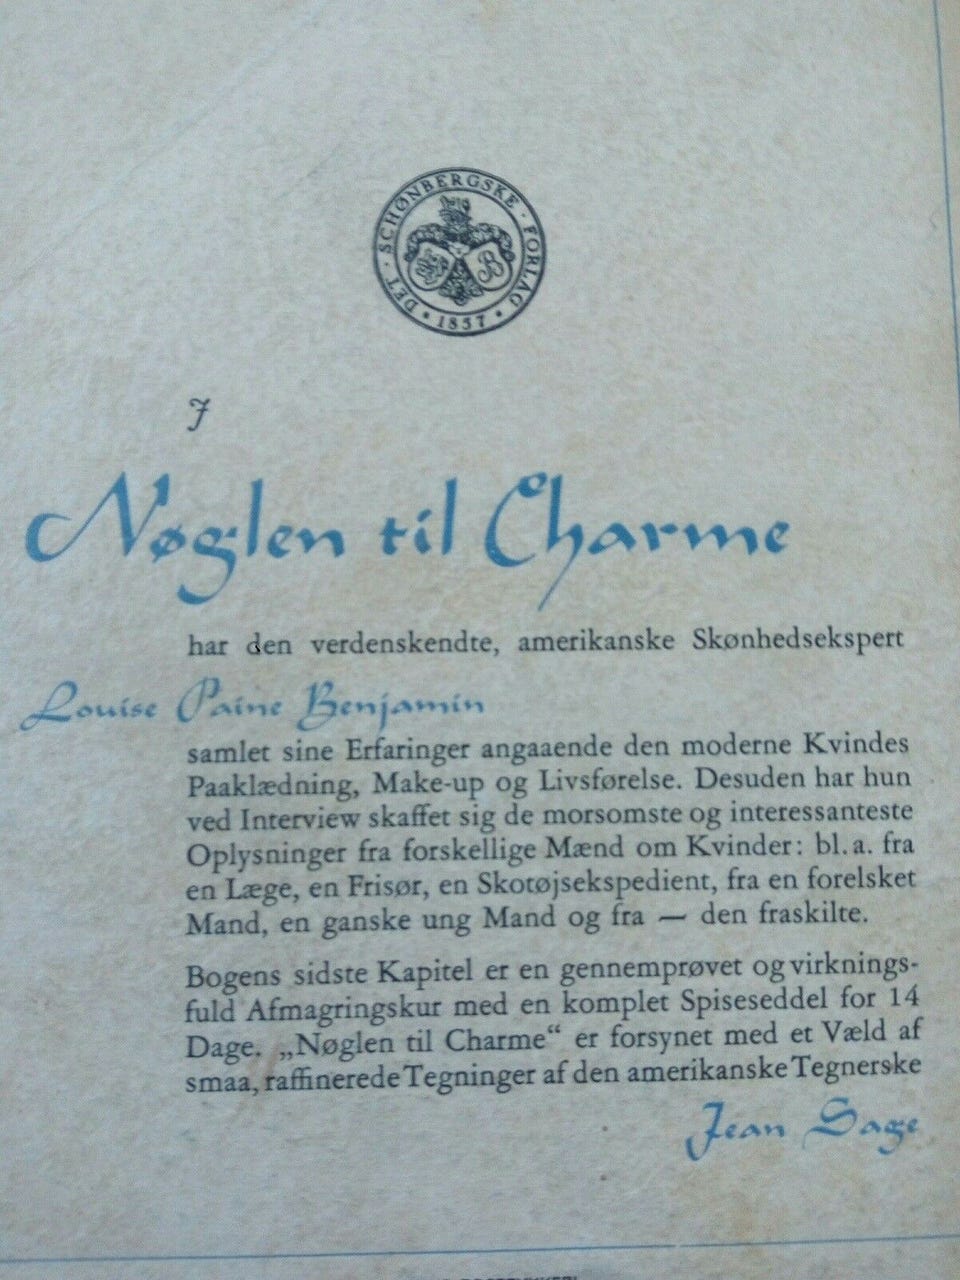 DET · SCHØNBERGSKE · FORLAG · 1857 ·
B
I
Nøglen til Charme
har den verdenskendte, amerikanske Skønhedsekspert
Louise Paine Benjamin
samlet sine Erfaringer angaaende den moderne Kvindes
Paaklædning, Make-up og Livsførelse. Desuden har hun
ved Interview skaffet sig de morsomste og interessanteste
Oplysninger fra forskellige Mænd om Kvinder: bl. a. fra
en Læge, en Frisør, en Skotøjsekspedient, fra en forelsket
Mand, en ganske ung Mand og fra — den fraskilte.
Bogens sidste Kapitel er en gennemprøvet og virknings-
fuld Afmagringskur med en komplet Spiseseddel for 14
Dage. „Nøglen til Charme“ er forsynet med et Væld af
smaa, raffinerede Tegninger af den amerikanske Tegnerske
Jean Sage